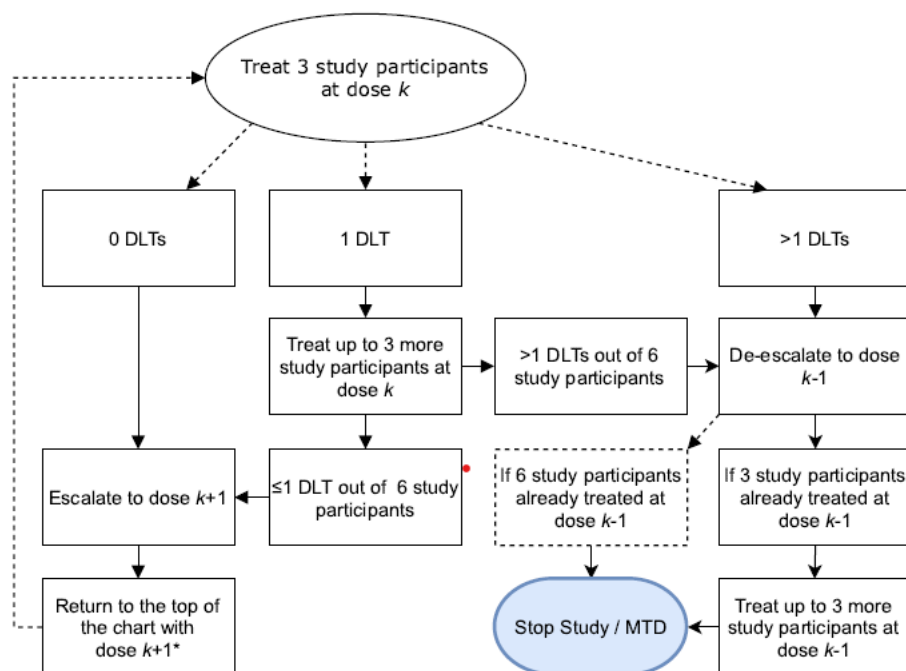 Treat 3 study participants
at dose k
0 DLTs
1 DLT
>1 DLTs
Treat up to 3 more
study participants at
dose k
>1 DLTs out of 6
study participants
De-escalate to dose
k-1
Escalate to dose k+1
≤1 DLT out of 6 study
participants
If 6 study participants
already treated at
dose k-1
If 3 study participants
already treated at
dose k-1
Return to the top of
the chart with
dose k+1*
Stop Study / MTD
Treat up to 3 more
study participants at
dose k-1